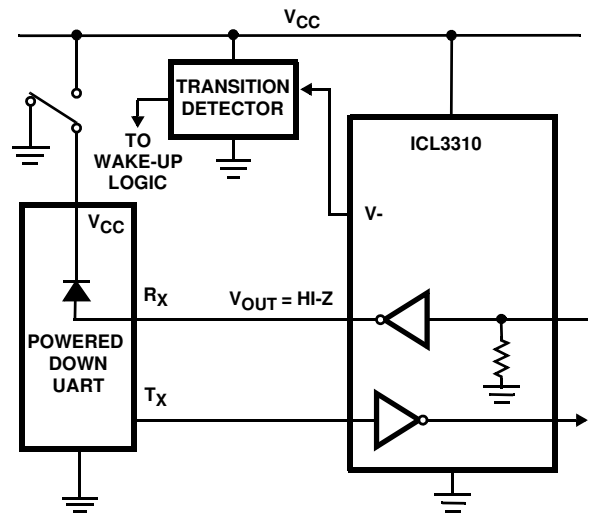 VCC
TRANSITION
DETECTOR
TO
WAKE-UP
LOGIC
ICL3310
V-
VCC
RX
VOUT = HI-Z
POWERED
DOWN
UART
TX